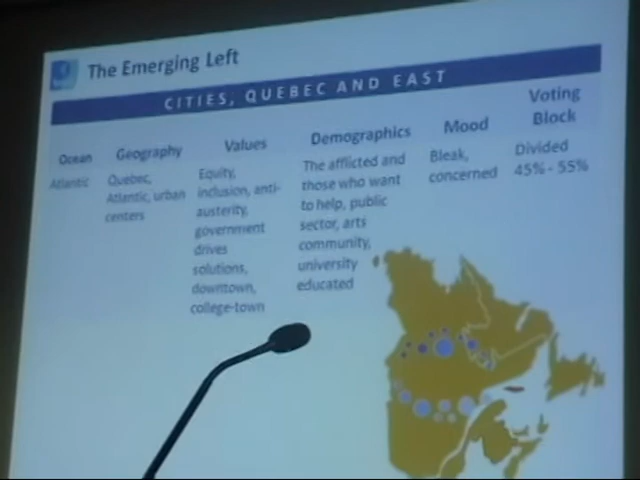 The Emerging Left
CITIES, QUEBEC AND EAST
Ocean
Atlantic
Geography
Quebec,
Atlantic, urban
centers
Values
Equity,
inclusion, anti-
austerity,
government
drives
solutions,
downtown,
college-town
Demographics
The afflicted and
those who want
to help, public
sector, arts
community,
university
educated
Mood
Bleak,
concerned
Voting
Block
Divided
45% - 55%